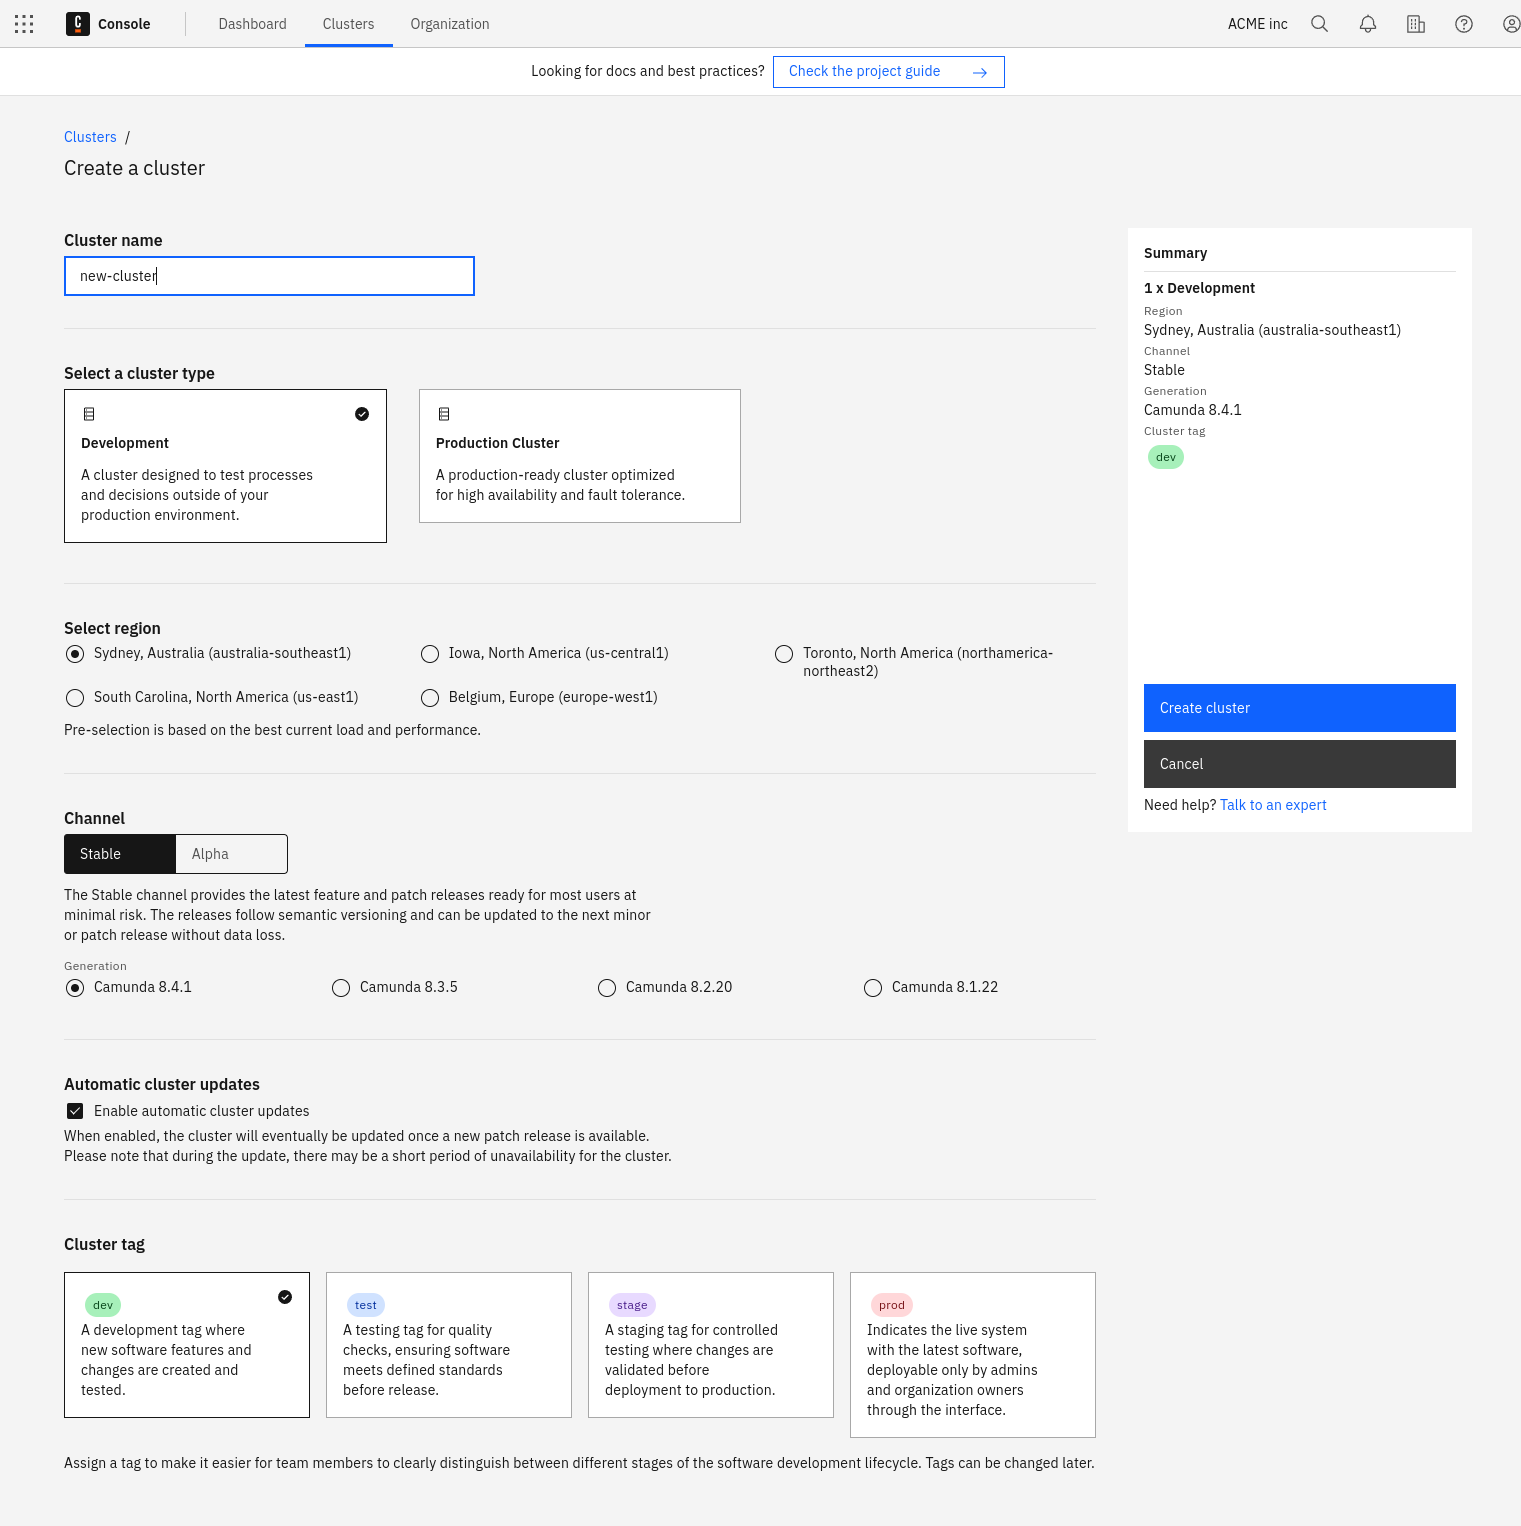 Console
Dashboard
Clusters
Organization
ACME inc
Looking for docs and best practices?
Check the project guide
Clusters /
Create a cluster
Cluster name
new-cluster
Select a cluster type
Development
A cluster designed to test processes
and decisions outside of your
production environment.
Production Cluster
A production-ready cluster optimized
for high availability and fault tolerance.
Select region
Sydney, Australia (australia-southeast1)
Iowa, North America (us-central1)
Toronto, North America (northamerica-
northeast2)
South Carolina, North America (us-east1)
Belgium, Europe (europe-west1)
Pre-selection is based on the best current load and performance.
Channel
Stable
Alpha
The Stable channel provides the latest feature and patch releases ready for most users at
minimal risk. The releases follow semantic versioning and can be updated to the next minor
or patch release without data loss.
Generation
Camunda 8.4.1
Camunda 8.3.5
Camunda 8.2.20
Camunda 8.1.22
Automatic cluster updates
Enable automatic cluster updates
When enabled, the cluster will eventually be updated once a new patch release is available.
Please note that during the update, there may be a short period of unavailability for the cluster.
Cluster tag
dev
A development tag where
new software features and
changes are created and
tested.
test
A testing tag for quality
checks, ensuring software
meets defined standards
before release.
stage
A staging tag for controlled
testing where changes are
validated before
deployment to production.
prod
Indicates the live system
with the latest software,
deployable only by admins
and organization owners
through the interface.
Assign a tag to make it easier for team members to clearly distinguish between different stages of the software development lifecycle. Tags can be changed later.
Summary
1 x Development
Region
Sydney, Australia (australia-southeast1)
Channel
Stable
Generation
Camunda 8.4.1
Cluster tag
dev
Create cluster
Cancel
Need help? Talk to an expert